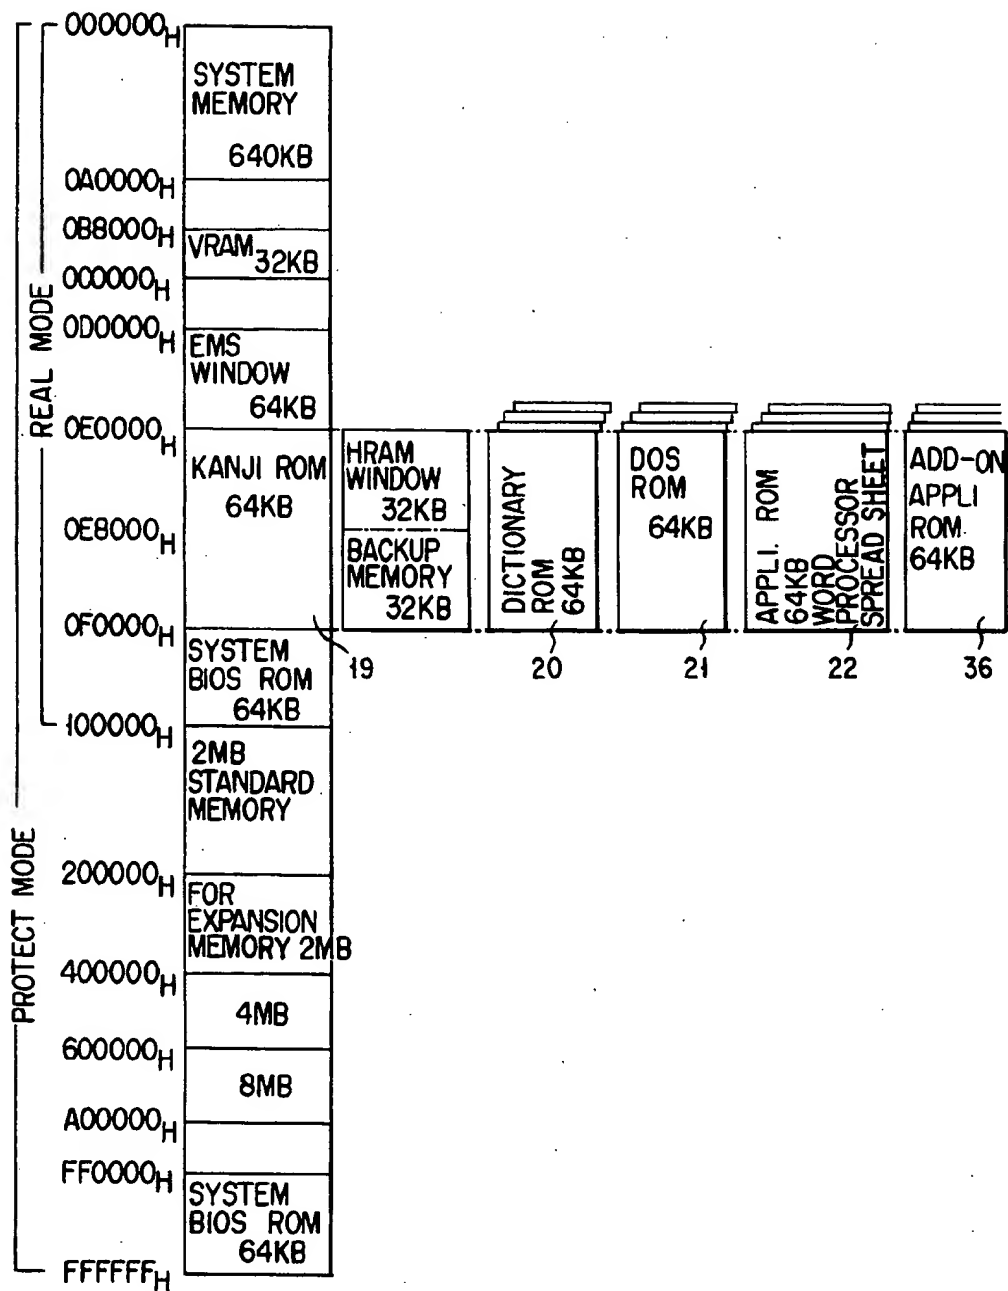 000000H
SYSTEM
MEMORY
640KB
0A0000H
0B8000H
VRAM 32KB
0C0000H
0D0000H
EMS
WINDOW
64KB
0E0000H
KANJI ROM
64KB
0E8000H
0F0000H
SYSTEM
BIOS ROM
64KB
100000H
2MB
STANDARD
MEMORY
200000H
FOR
EXPANSION
MEMORY 2MB
400000H
4MB
600000H
8MB
A00000H
FF0000H
SYSTEM
BIOS ROM
64KB
FFFFFFH
REAL MODE
PROTECT MODE
HRAM
WINDOW
32KB
BACKUP
MEMORY
32KB
DICTIONARY
ROM 64KB
DOS
ROM
64KB
APPLI. ROM
64KB
WORD
PROCESSOR
SPREAD SHEET
ADD-ON
APPLI
ROM
64KB
19
20
21
22
36